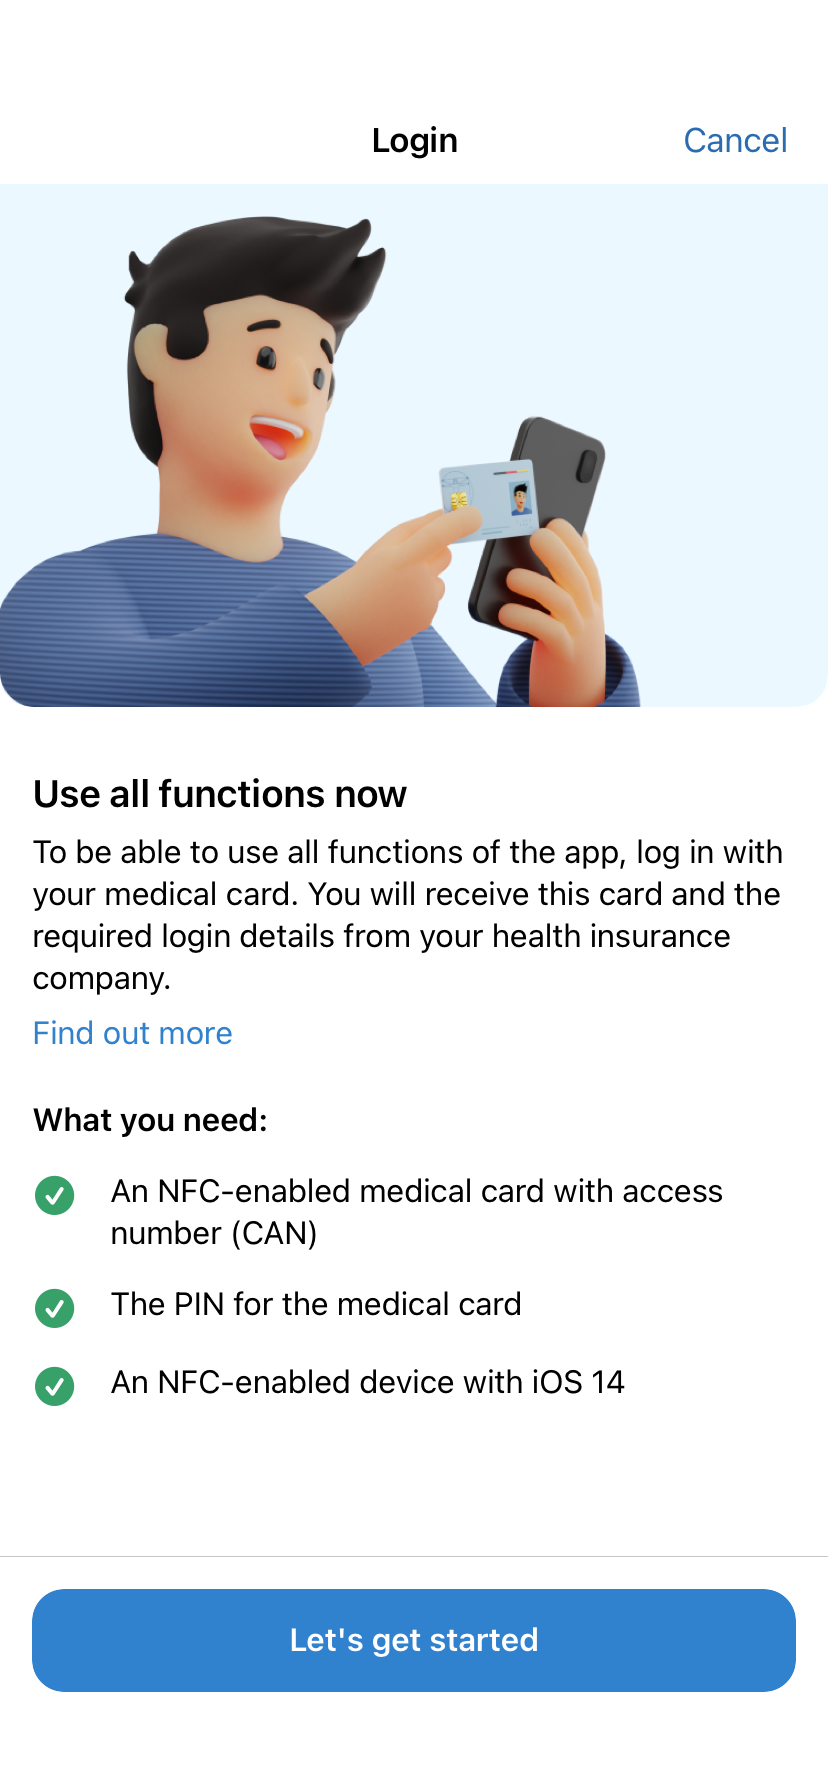 Login
Cancel
Use all functions now
To be able to use all functions of the app, log in with
your medical card. You will receive this card and the
required login details from your health insurance
company.
Find out more
What you need:
An NFC-enabled medical card with access
number (CAN)
The PIN for the medical card
An NFC-enabled device with iOS 14
Let's get started